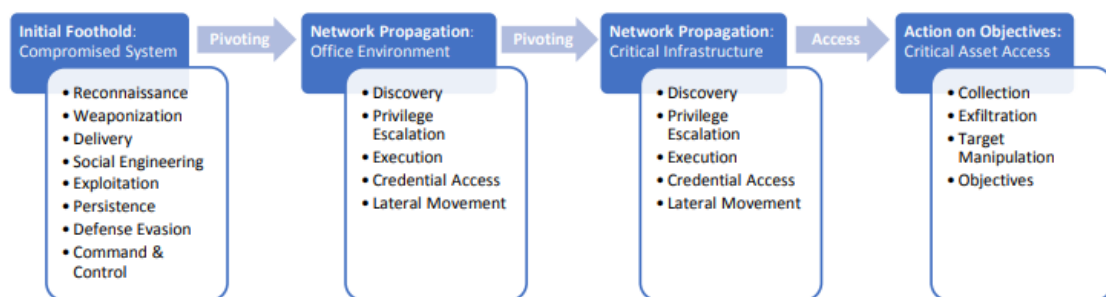 Initial Foothold:
Compromised System
Pivoting
Network Propagation:
Office Environment
Pivoting
Network Propagation:
Critical Infrastructure
Access
Action on Objectives:
Critical Asset Access
• Reconnaissance
• Weaponization
• Delivery
• Social Engineering
• Exploitation
• Persistence
• Defense Evasion
• Command &
Control
• Discovery
• Privilege
Escalation
• Execution
• Credential Access
• Lateral Movement
• Discovery
• Privilege
Escalation
• Execution
• Credential Access
• Lateral Movement
• Collection
• Exfiltration
• Target
Manipulation
• Objectives